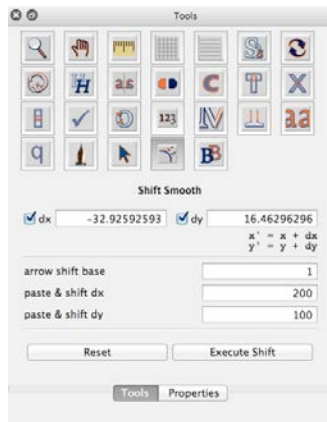 Tools
123
Shift Smooth
dx -32.92592593 dy 16.46296296
x' = x + dx
y' = y + dy
arrow shift base 1
paste & shift dx 200
paste & shift dy 100
Reset Execute Shift
Tools Properties